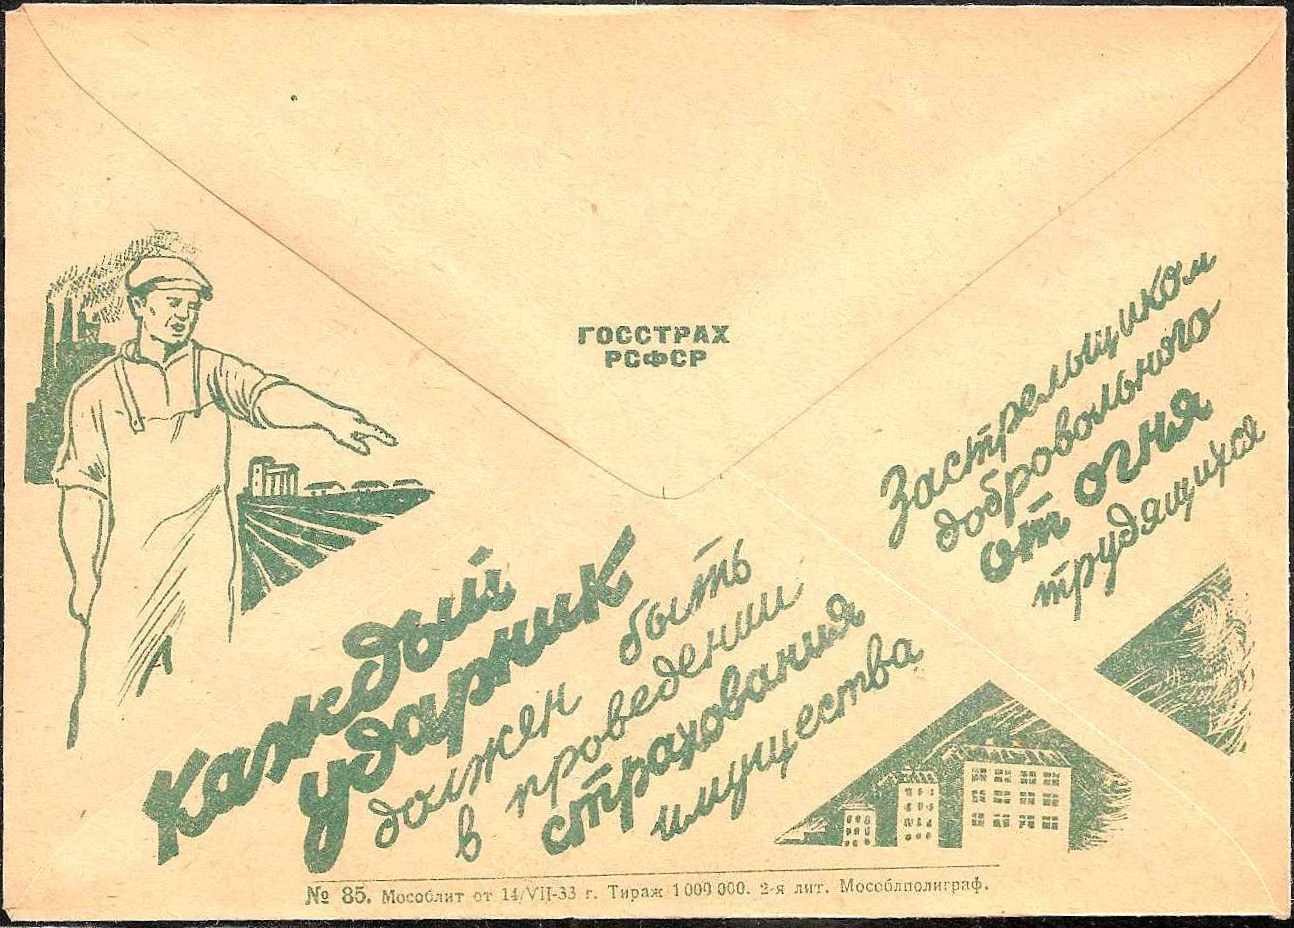 ГОССТРАХ
РСФСР
Каждый
ударник
должен быть Застрельщиком
в проведении добровольного
страхования от огня
имущества трудящихся
№ 85. Мособлит от 14/VII-33 г. Тираж 1 000 000. 2-я лит. Мособлполиграф.